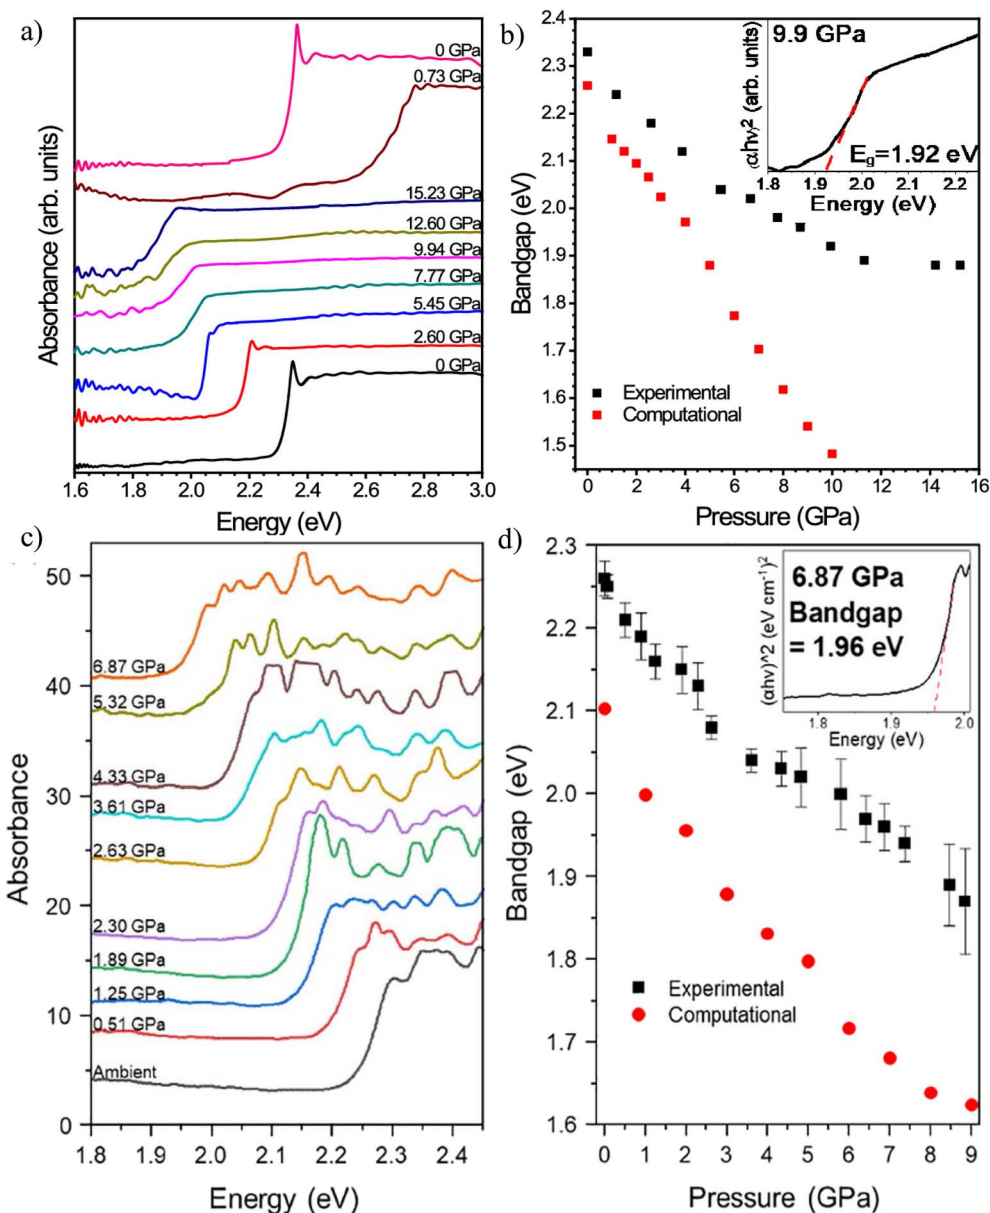 a)
0 GPa
0.73 GPa
15.23 GPa
12.60 GPa
9.94 GPa
7.77 GPa
5.45 GPa
2.60 GPa
0 GPa
Absorbance (arb. units)
1.6 2.0 2.4 2.8 3.0
Energy (eV)
b)
2.4
2.3
2.2
2.1
2.0
1.9
1.8
1.7
1.6
1.5
Bandgap (eV)
9.9 GPa
(αhν)² (arb. units)
Eg=1.92 eV
1.8 1.9 2.0 2.1 2.2
Energy (eV)
Experimental
Computational
0 2 4 6 8 10 12 14 16
Pressure (GPa)
c)
50
40
30
20
10
0
Absorbance
6.87 GPa
5.32 GPa
4.33 GPa
3.61 GPa
2.63 GPa
2.30 GPa
1.89 GPa
1.25 GPa
0.51 GPa
Ambient
1.8 1.9 2.0 2.1 2.2 2.3 2.4
Energy (eV)
d)
2.3
2.2
2.1
2.0
1.9
1.8
1.7
1.6
Bandgap (eV)
6.87 GPa
Bandgap
= 1.96 eV
(αhν)^2 (eV cm⁻¹)²
1.8 1.9 2.0
Energy (eV)
Experimental
Computational
0 1 2 3 4 5 6 7 8 9
Pressure (GPa)